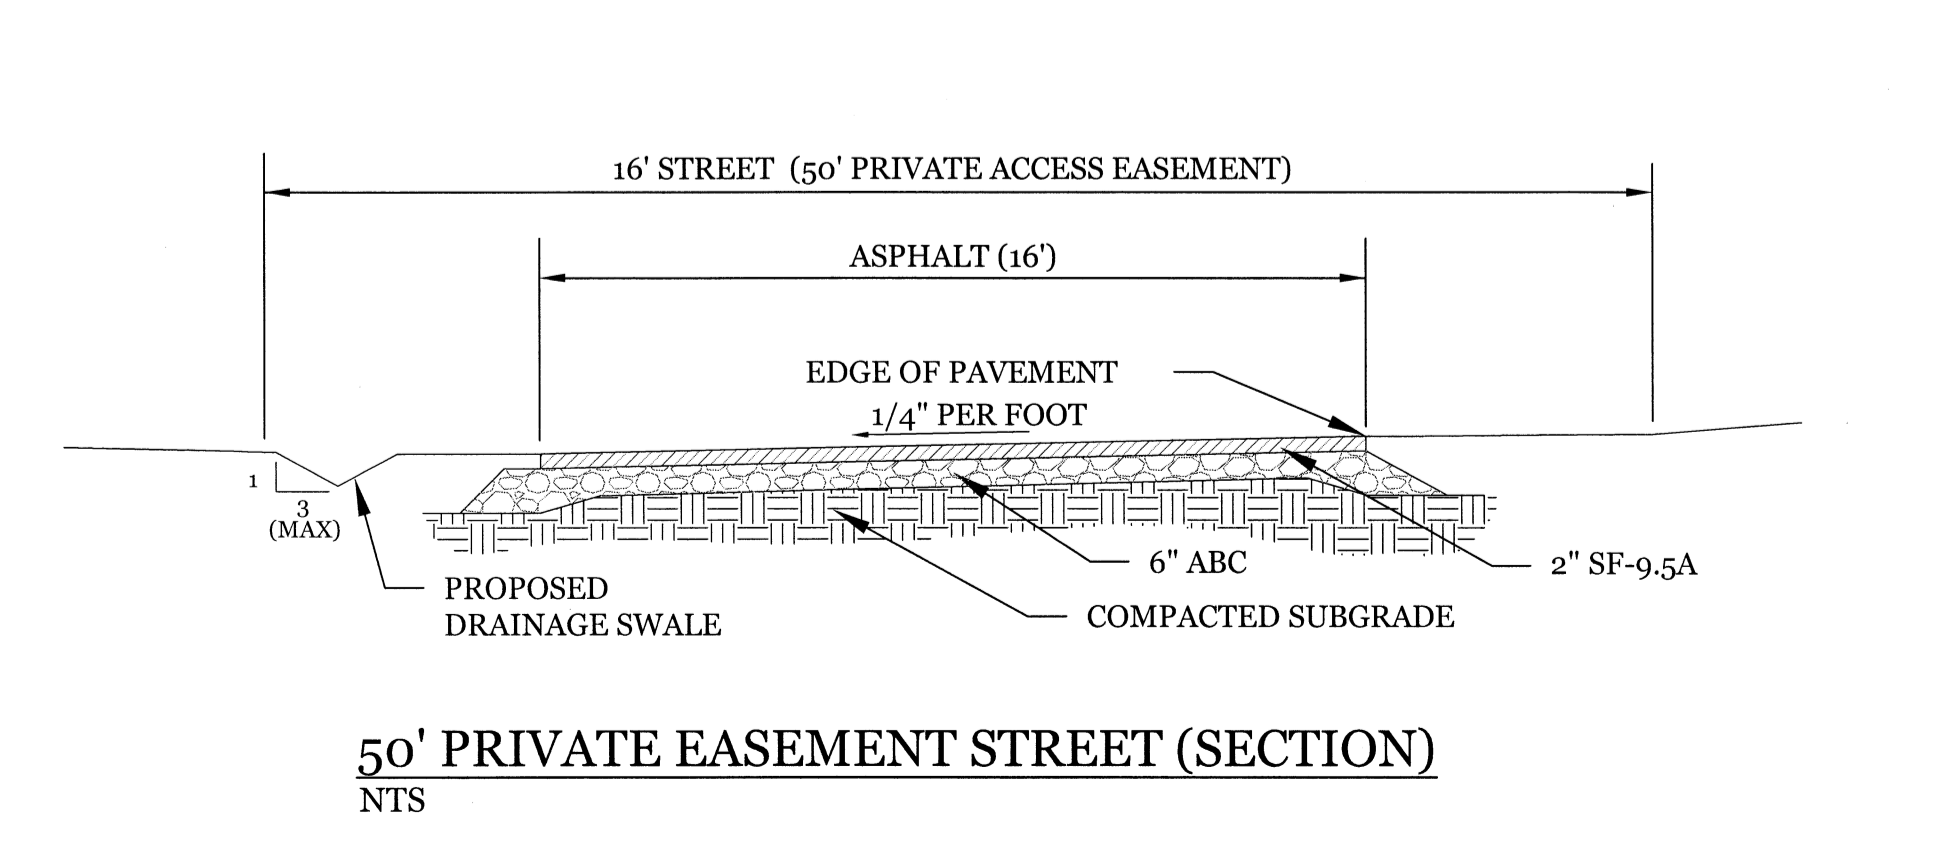 16' STREET (50' PRIVATE ACCESS EASEMENT)
ASPHALT (16')
EDGE OF PAVEMENT
1/4" PER FOOT
1
3
(MAX)
PROPOSED
DRAINAGE SWALE
6" ABC
2" SF-9.5A
COMPACTED SUBGRADE
50' PRIVATE EASEMENT STREET (SECTION)
NTS